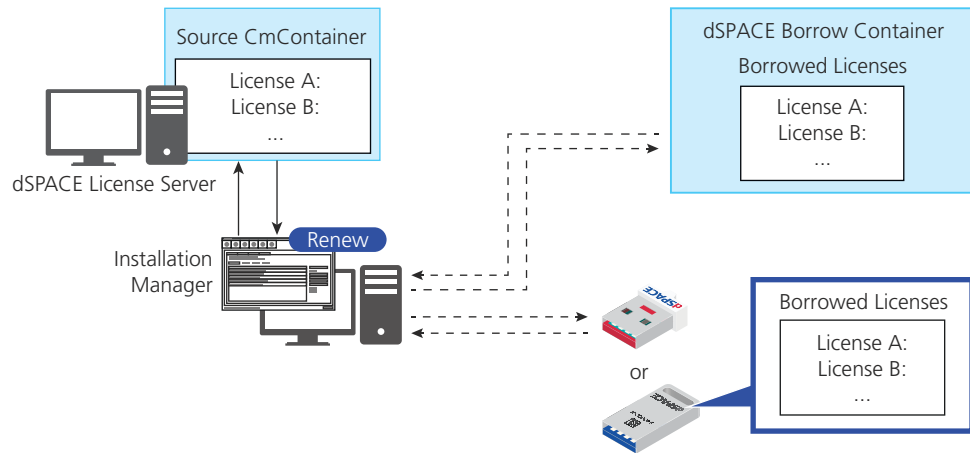 Source CmContainer
License A:
License B:
...
dSPACE License Server
dSPACE Borrow Container
Borrowed Licenses
License A:
License B:
...
Installation
Manager
Renew
dSPACE
or
dSPACE
Borrowed Licenses
License A:
License B:
...